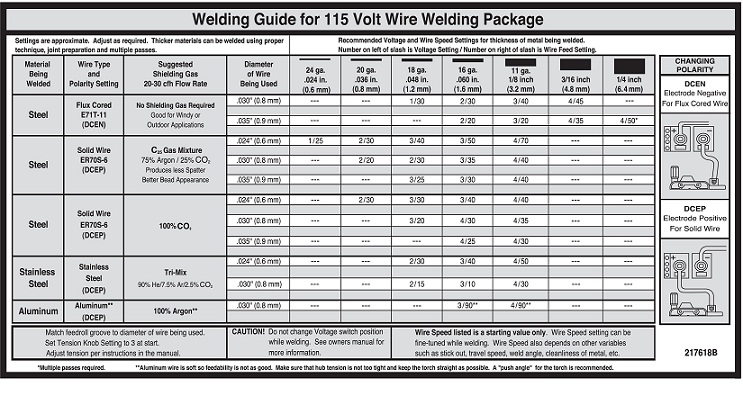 Welding Guide for 115 Volt Wire Welding Package
Settings are approximate. Adjust as required. Thicker materials can be welded using proper
technique, joint preparation and multiple passes.
Recommended Voltage and Wire Speed Settings for thickness of metal being welded.
Number on left of slash is Voltage Setting / Number on right of slash is Wire Feed Setting.
Material Being Welded | Wire Type and Polarity Setting | Suggested Shielding Gas 20-30 cfh Flow Rate | Diameter of Wire Being Used | 24 ga. .024 in. (0.6 mm) | 20 ga. .036 in. (0.8 mm) | 18 ga. .048 in. (1.2 mm) | 16 ga. .060 in. (1.6 mm) | 11 ga. 1/8 inch (3.2 mm) | 3/16 inch (4.8 mm) | 1/4 inch (6.4 mm)
Steel | Flux Cored E71T-11 (DCEN) | No Shielding Gas Required Good for Windy or Outdoor Applications
.030" (0.8 mm) --- --- 1/30 2/30 3/40 4/45 ---
.035" (0.9 mm) --- --- --- 2/20 3/20 4/35 4/50*
Steel | Solid Wire ER70S-6 (DCEP) | C25 Gas Mixture 75% Argon / 25% CO2 Produces less Spatter Better Bead Appearance
.024" (0.6 mm) 1/25 2/30 3/40 3/50 4/70 --- ---
.030" (0.8 mm) --- 2/20 2/30 3/35 4/40 --- ---
.035" (0.9 mm) --- --- 3/25 3/30 4/40 --- ---
Steel | Solid Wire ER70S-6 (DCEP) | 100% CO2
.024" (0.6 mm) --- 2/30 3/30 3/40 4/40 --- ---
.030" (0.8 mm) --- --- 3/20 4/30 4/35 --- ---
.035" (0.9 mm) --- --- --- 4/25 4/30 --- ---
Stainless Steel | Stainless Steel (DCEP) | Tri-Mix 90% He/7.5% Ar/2.5% CO2
.024" (0.6 mm) --- --- 2/30 3/40 4/50 --- ---
.030" (0.8 mm) --- --- 2/15 3/10 4/30 --- ---
Aluminum | Aluminum** (DCEP) | 100% Argon**
.030" (0.8 mm) --- --- --- 3/90** 4/90** --- ---
CHANGING
POLARITY
DCEN
Electrode Negative
For Flux Cored Wire
DCEP
Electrode Positive
For Solid Wire
Match feedroll groove to diameter of wire being used.
Set Tension Knob Setting to 3 at start.
Adjust tension per instructions in the manual.
CAUTION! Do not change Voltage switch position
while welding. See owners manual for
more information.
Wire Speed listed is a starting value only. Wire Speed setting can be
fine-tuned while welding. Wire Speed also depends on other variables
such as stick out, travel speed, weld angle, cleanliness of metal, etc.
217618B
*Multiple passes required.
**Aluminum wire is soft so feedability is not as good. Make sure that hub tension is not too tight and keep the torch straight as possible. A "push angle" for the torch is recommended.